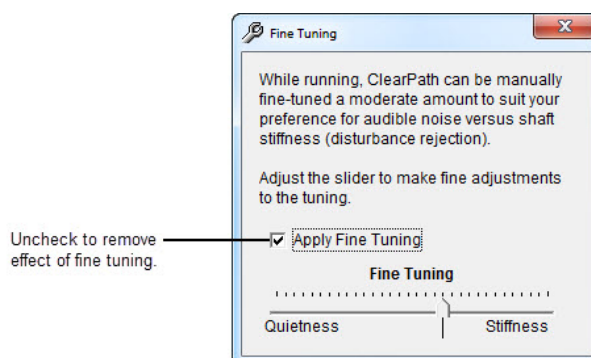 Fine Tuning
While running, ClearPath can be manually
fine-tuned a moderate amount to suit your
preference for audible noise versus shaft
stiffness (disturbance rejection).
Adjust the slider to make fine adjustments
to the tuning.
Uncheck to remove
effect of fine tuning.
Apply Fine Tuning
Fine Tuning
Quietness
Stiffness